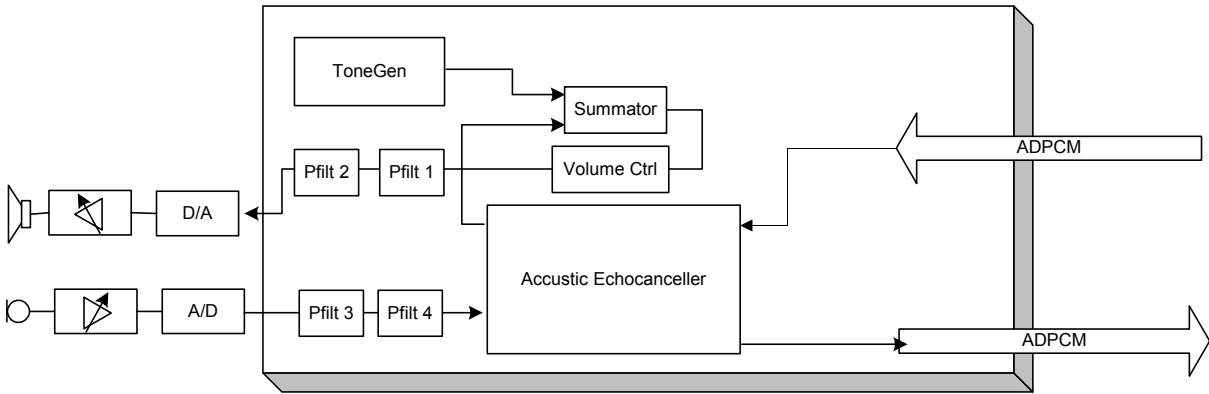 ToneGen
Summator
ADPCM
Pfilt 2
Pfilt 1
Volume Ctrl
D/A
Accustic Echocanceller
A/D
Pfilt 3
Pfilt 4
ADPCM